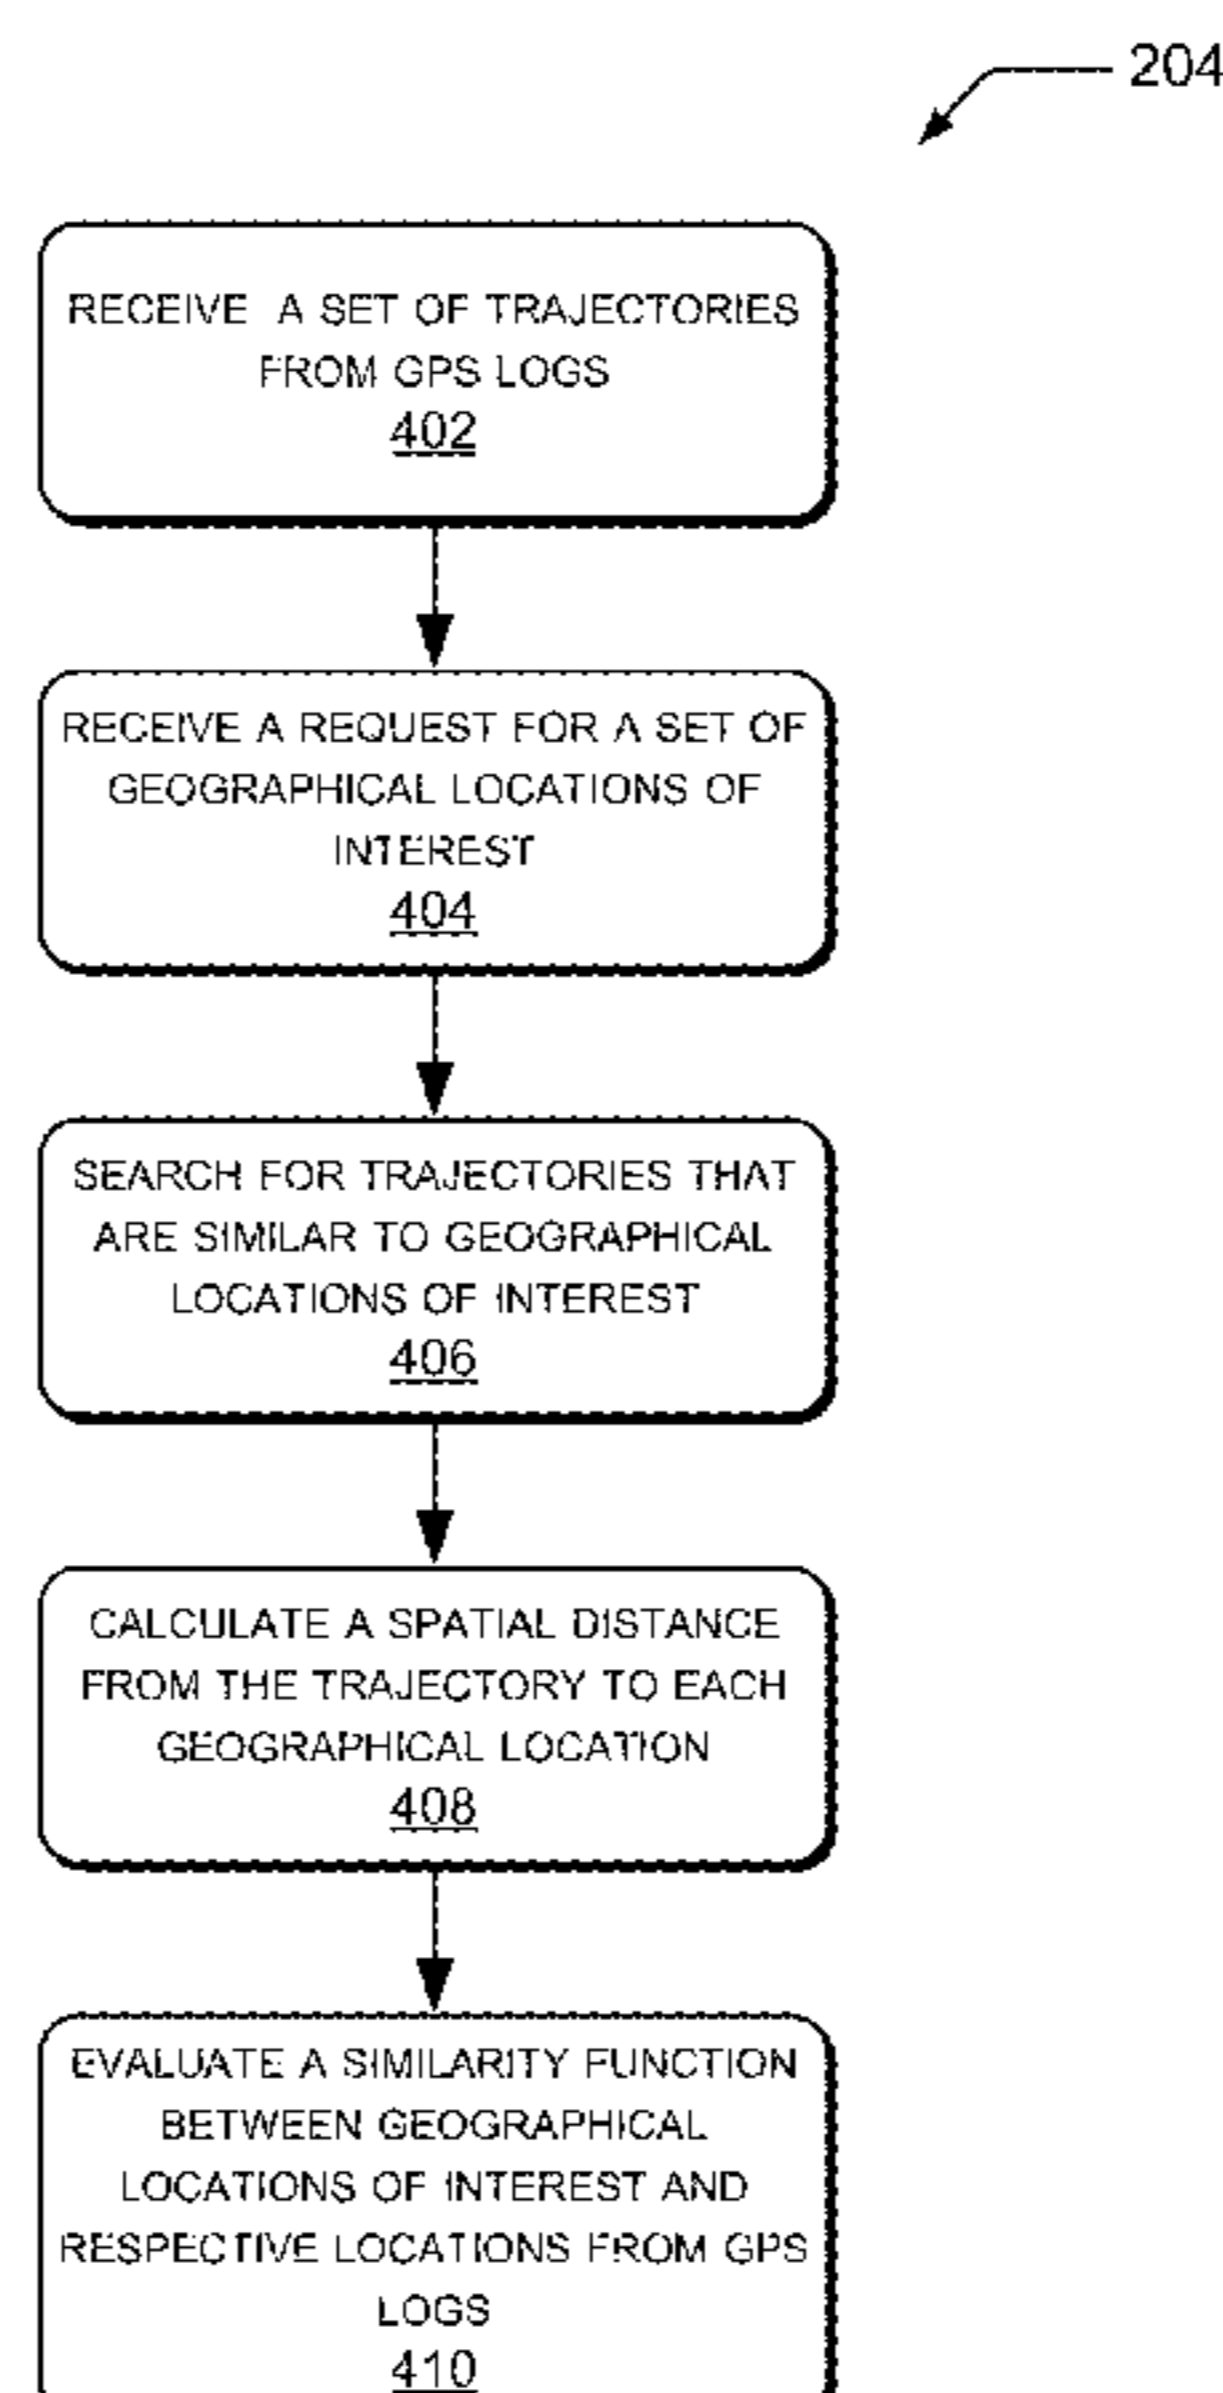 204
RECEIVE A SET OF TRAJECTORIES
FROM GPS LOGS
402
RECEIVE A REQUEST FOR A SET OF
GEOGRAPHICAL LOCATIONS OF
INTEREST
404
SEARCH FOR TRAJECTORIES THAT
ARE SIMILAR TO GEOGRAPHICAL
LOCATIONS OF INTEREST
406
CALCULATE A SPATIAL DISTANCE
FROM THE TRAJECTORY TO EACH
GEOGRAPHICAL LOCATION
408
EVALUATE A SIMILARITY FUNCTION
BETWEEN GEOGRAPHICAL
LOCATIONS OF INTEREST AND
RESPECTIVE LOCATIONS FROM GPS
LOGS
410